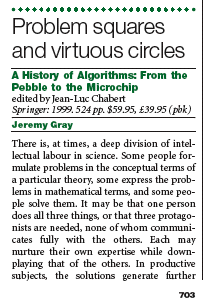 Problem squares
and virtuous circles
A History of Algorithms: From the
Pebble to the Microchip
edited by Jean-Luc Chabert
Springer: 1999. 524 pp. $59.95, £39.95 (pbk)
Jeremy Gray
There is, at times, a deep division of intel-
lectual labour in science. Some people for-
mulate problems in the conceptual terms of
a particular theory, some express the prob-
lems in mathematical terms, and some peo-
ple solve them. It may be that one person
does all three things, or that three protago-
nists are needed, none of whom communi-
cates fully with the others. Each may
nurture their own expertise while down-
playing that of the others. In productive
subjects, the solutions generate further
703